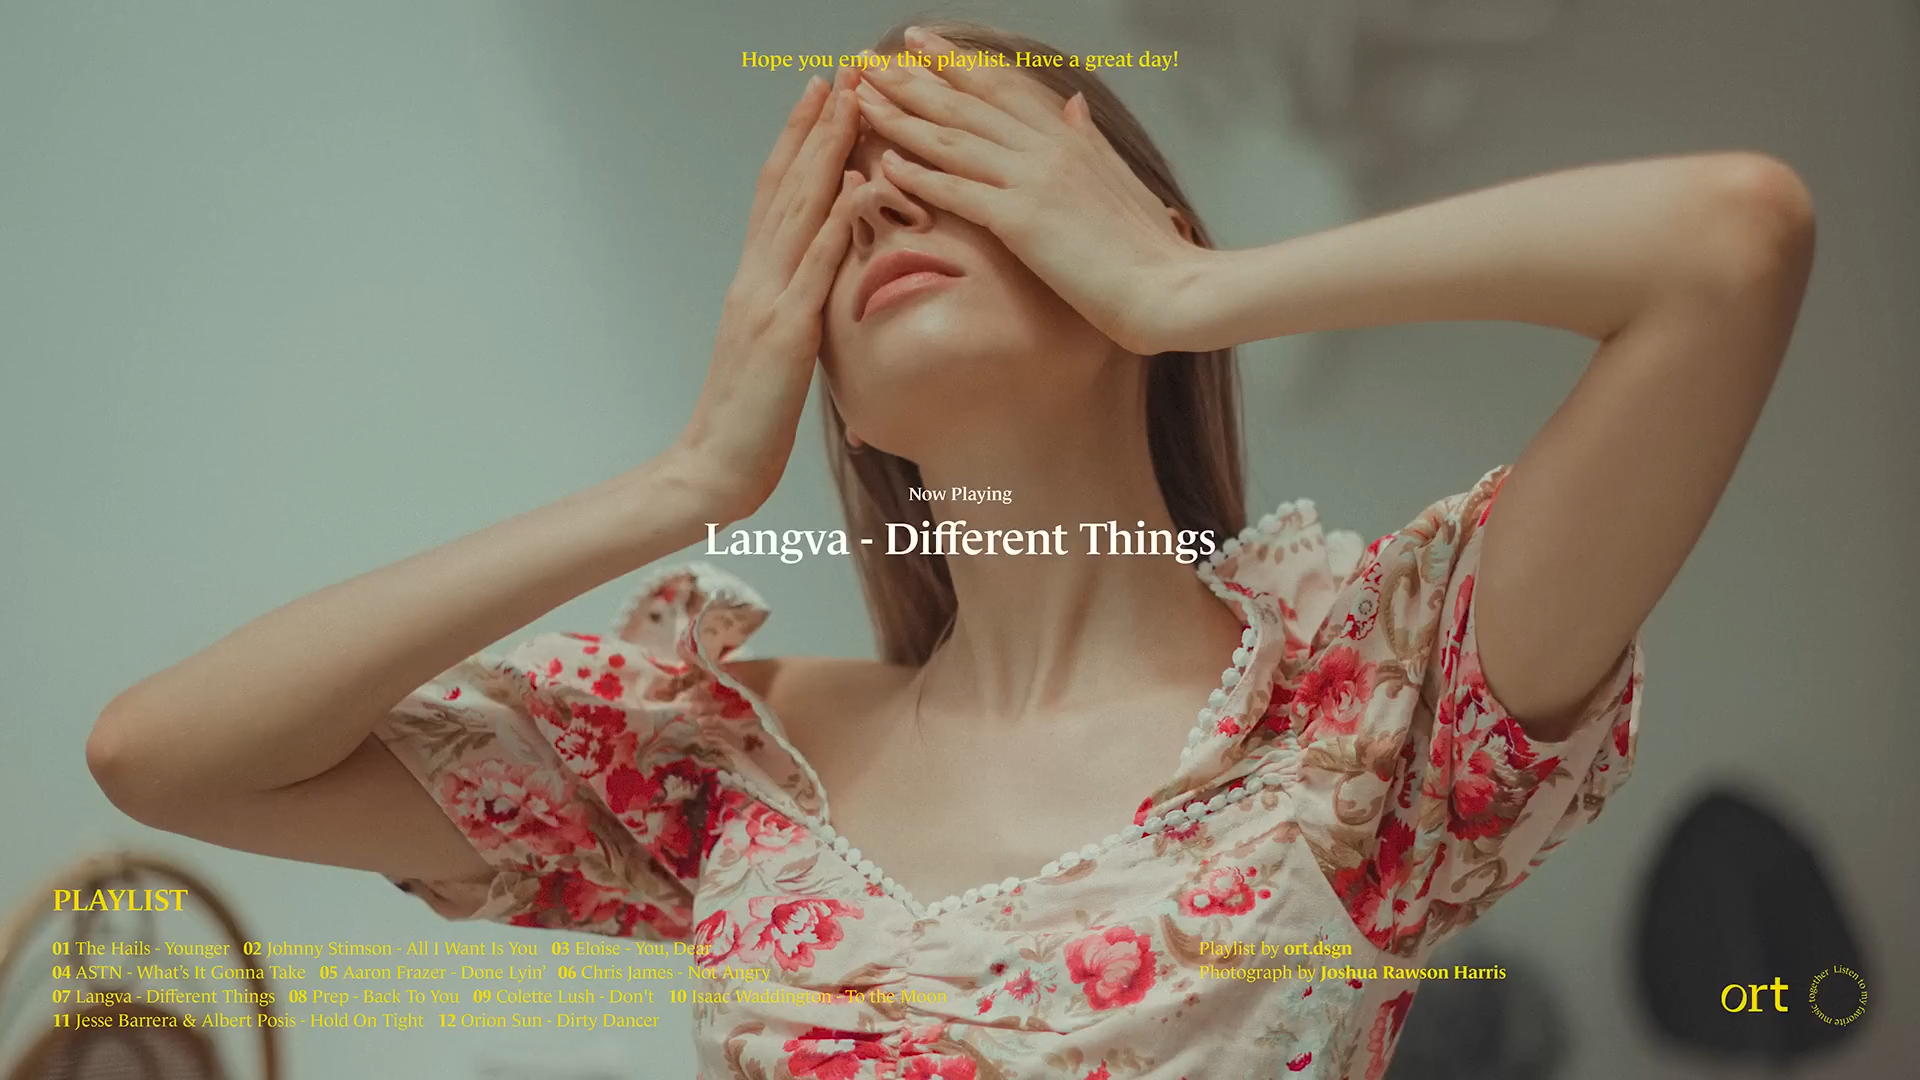 Hope you enjoy this playlist. Have a great day!
Now Playing
Langva - Different Things
PLAYLIST
01 The Hails - Younger 02 Johnny Stimson - All I Want Is You 03 Eloise - You, Dear
04 ASTN - What's It Gonna Take 05 Aaron Frazer - Done Lyin' 06 Chris James - Not Angry
07 Langva - Different Things 08 Prep - Back To You 09 Colette Lush - Don't 10 Isaac Waddington - To the Moon
11 Jesse Barrera & Albert Posis - Hold On Tight 12 Orion Sun - Dirty Dancer
Playlist by ort.dsgn
Photograph by Joshua Rawson Harris
ort
Listen to my favorite music together